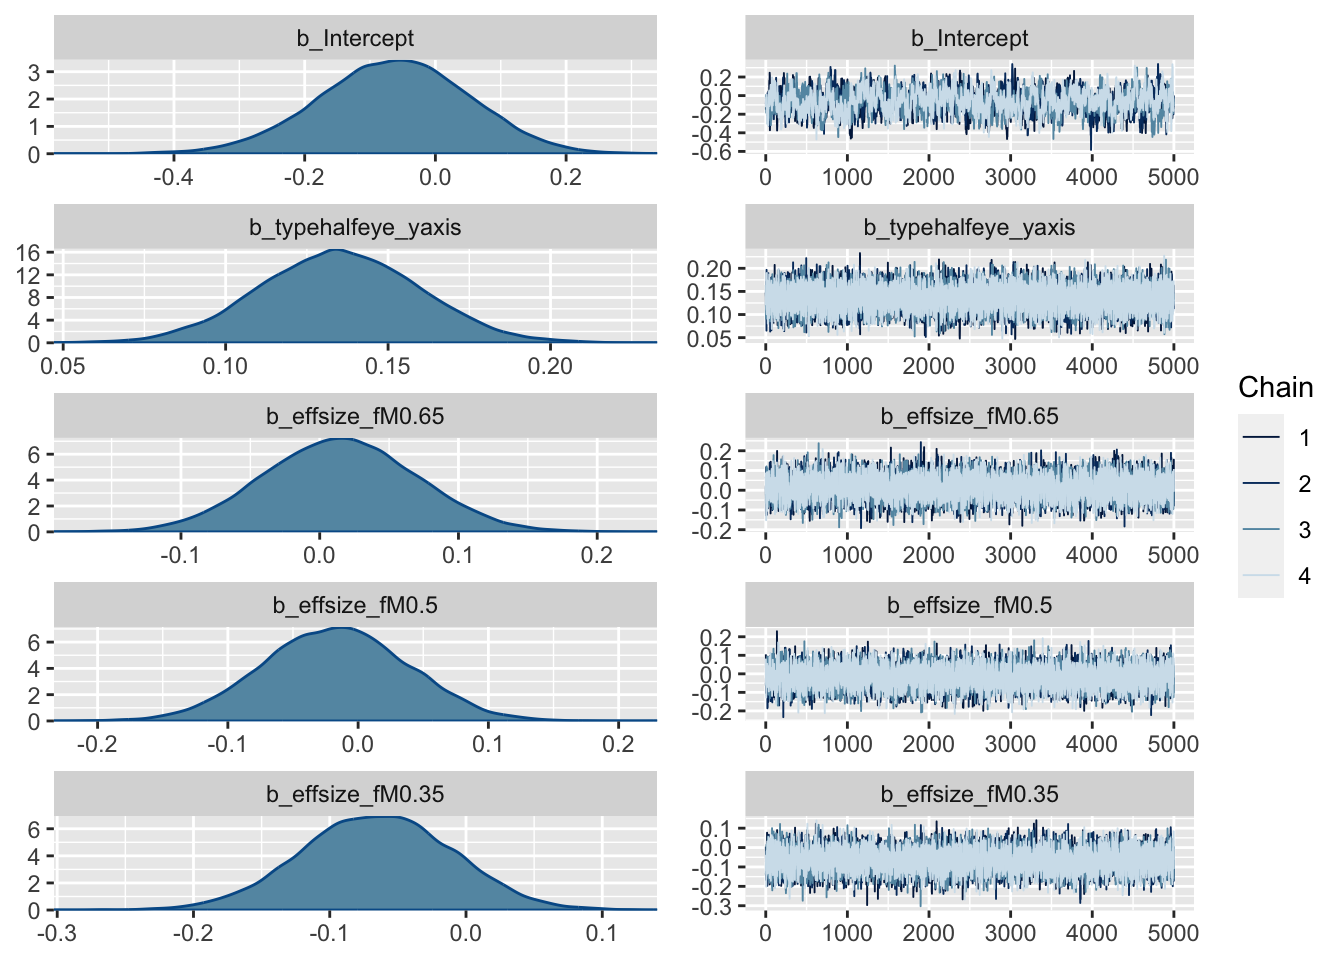 b_Intercept
3
2
1
0
-0.4 -0.2 0.0 0.2
b_Intercept
0.2
0.0
-0.2
-0.4
-0.6
0 1000 2000 3000 4000 5000
b_typehalfeye_yaxis
16
12
8
4
0
0.05 0.10 0.15 0.20
b_typehalfeye_yaxis
0.20
0.15
0.10
0.05
0 1000 2000 3000 4000 5000
b_effsize_fM0.65
6
4
2
0
-0.1 0.0 0.1 0.2
b_effsize_fM0.65
0.2
0.1
0.0
-0.1
-0.2
0 1000 2000 3000 4000 5000
b_effsize_fM0.5
6
4
2
0
-0.2 -0.1 0.0 0.1 0.2
b_effsize_fM0.5
0.2
0.1
0.0
-0.1
-0.2
0 1000 2000 3000 4000 5000
b_effsize_fM0.35
6
4
2
0
-0.3 -0.2 -0.1 0.0 0.1
b_effsize_fM0.35
0.1
0.0
-0.1
-0.2
-0.3
0 1000 2000 3000 4000 5000
Chain
1
2
3
4